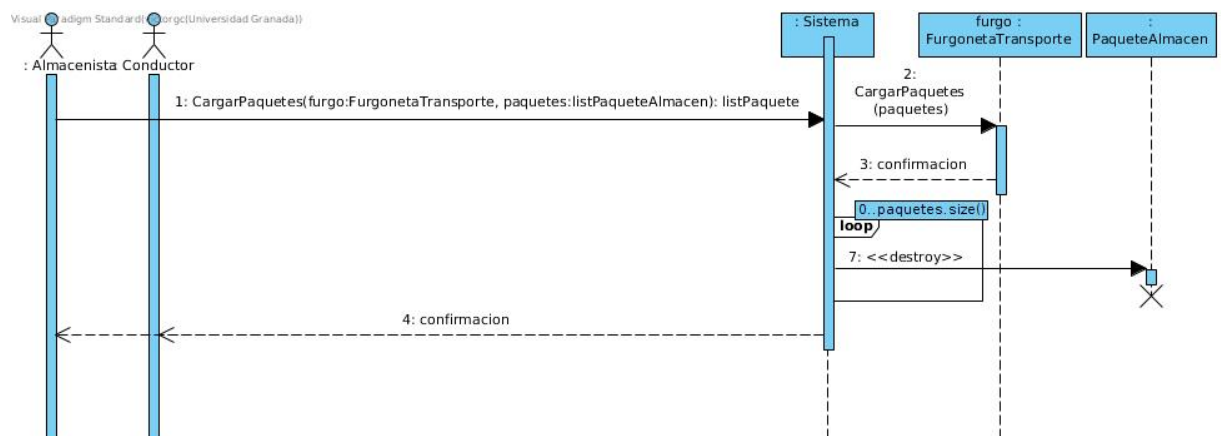 Visual Paradigm Standard(victorgc(Universidad Granada))
: Almacenista
: Conductor
: Sistema
furgo :
FurgonetaTransporte
:
PaqueteAlmacen
1: CargarPaquetes(furgo:FurgonetaTransporte, paquetes:listPaqueteAlmacen): listPaquete
2:
CargarPaquetes
(paquetes)
3: confirmacion
0..paquetes.size()
loop
7: <<destroy>>
4: confirmacion